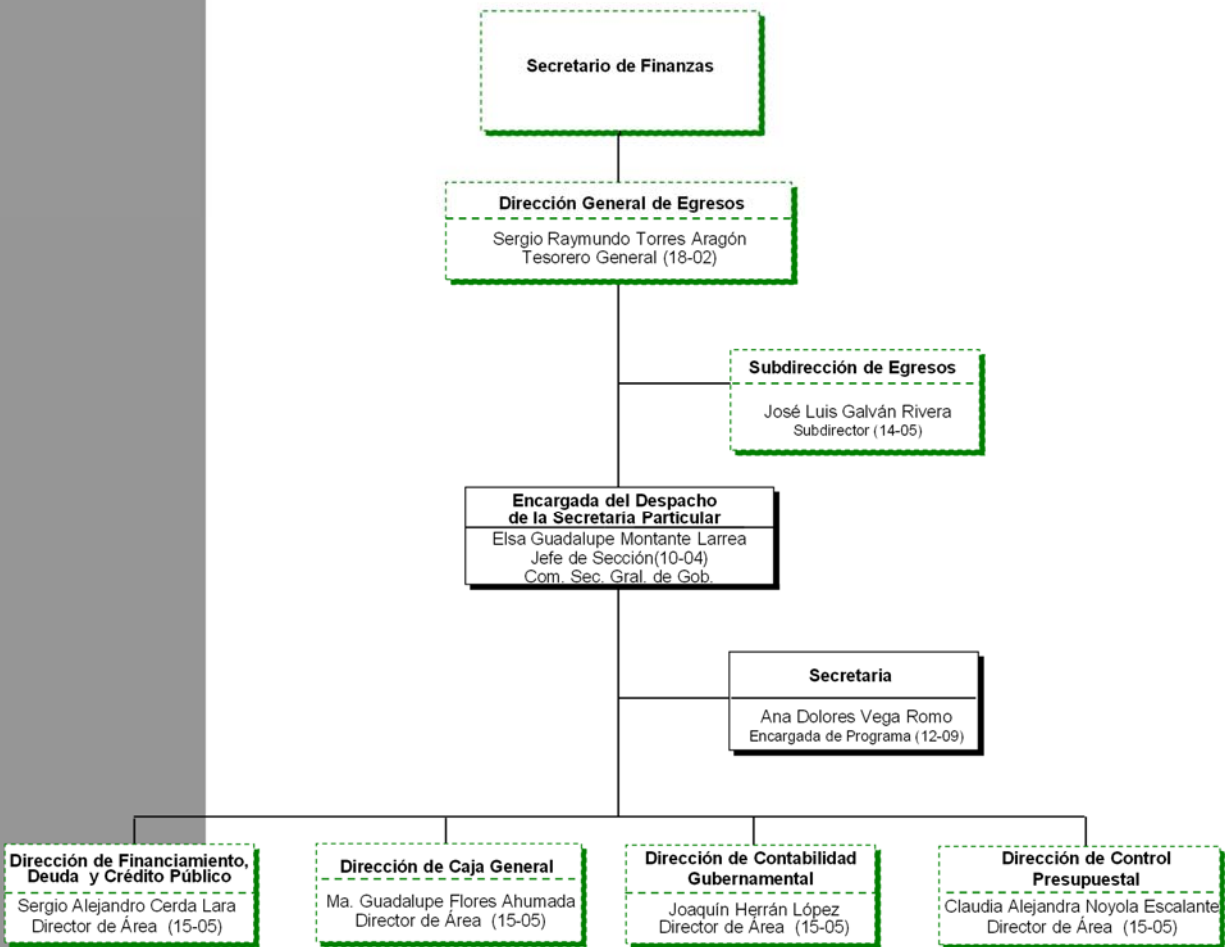 Secretario de Finanzas
Dirección General de Egresos
Sergio Raymundo Torres Aragón
Tesorero General (18-02)
Subdirección de Egresos
José Luis Galván Rivera
Subdirector (14-05)
Encargada del Despacho
de la Secretaria Particular
Elsa Guadalupe Montante Larrea
Jefe de Sección(10-04)
Com. Sec. Gral. de Gob.
Secretaria
Ana Dolores Vega Romo
Encargada de Programa (12-09)
Dirección de Financiamiento,
Deuda y Crédito Público
Sergio Alejandro Cerda Lara
Director de Área (15-05)
Dirección de Caja General
Ma. Guadalupe Flores Ahumada
Director de Área (15-05)
Dirección de Contabilidad
Gubernamental
Joaquín Herrán López
Director de Área (15-05)
Dirección de Control
Presupuestal
Claudia Alejandra Noyola Escalante
Director de Área (15-05)